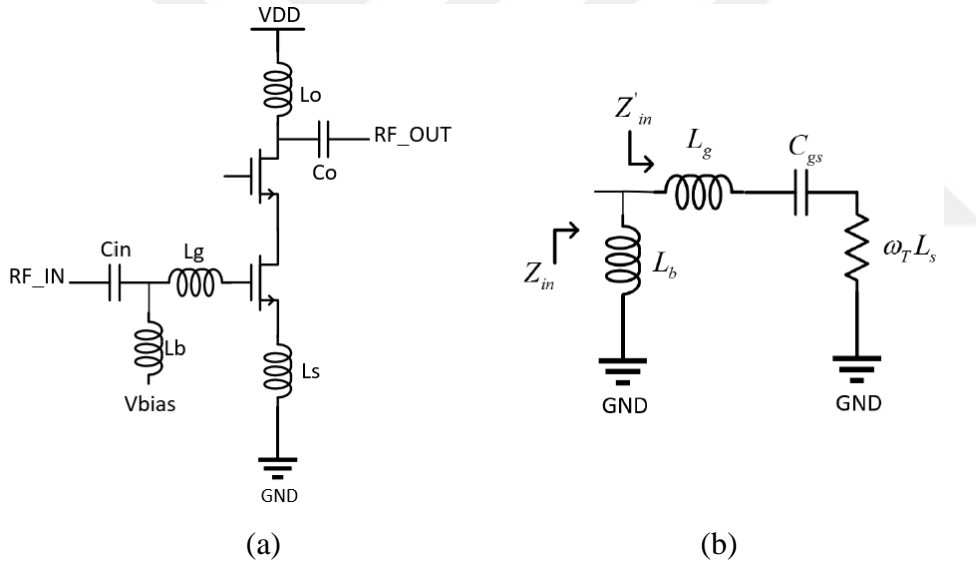 VDD
Lo
RF_OUT
Co
Cin
Lg
RF_IN
Lb
Vbias
Ls
GND
(a)
Z'in
Lg
Cgs
Zin
Lb
ωTLs
GND
GND
(b)